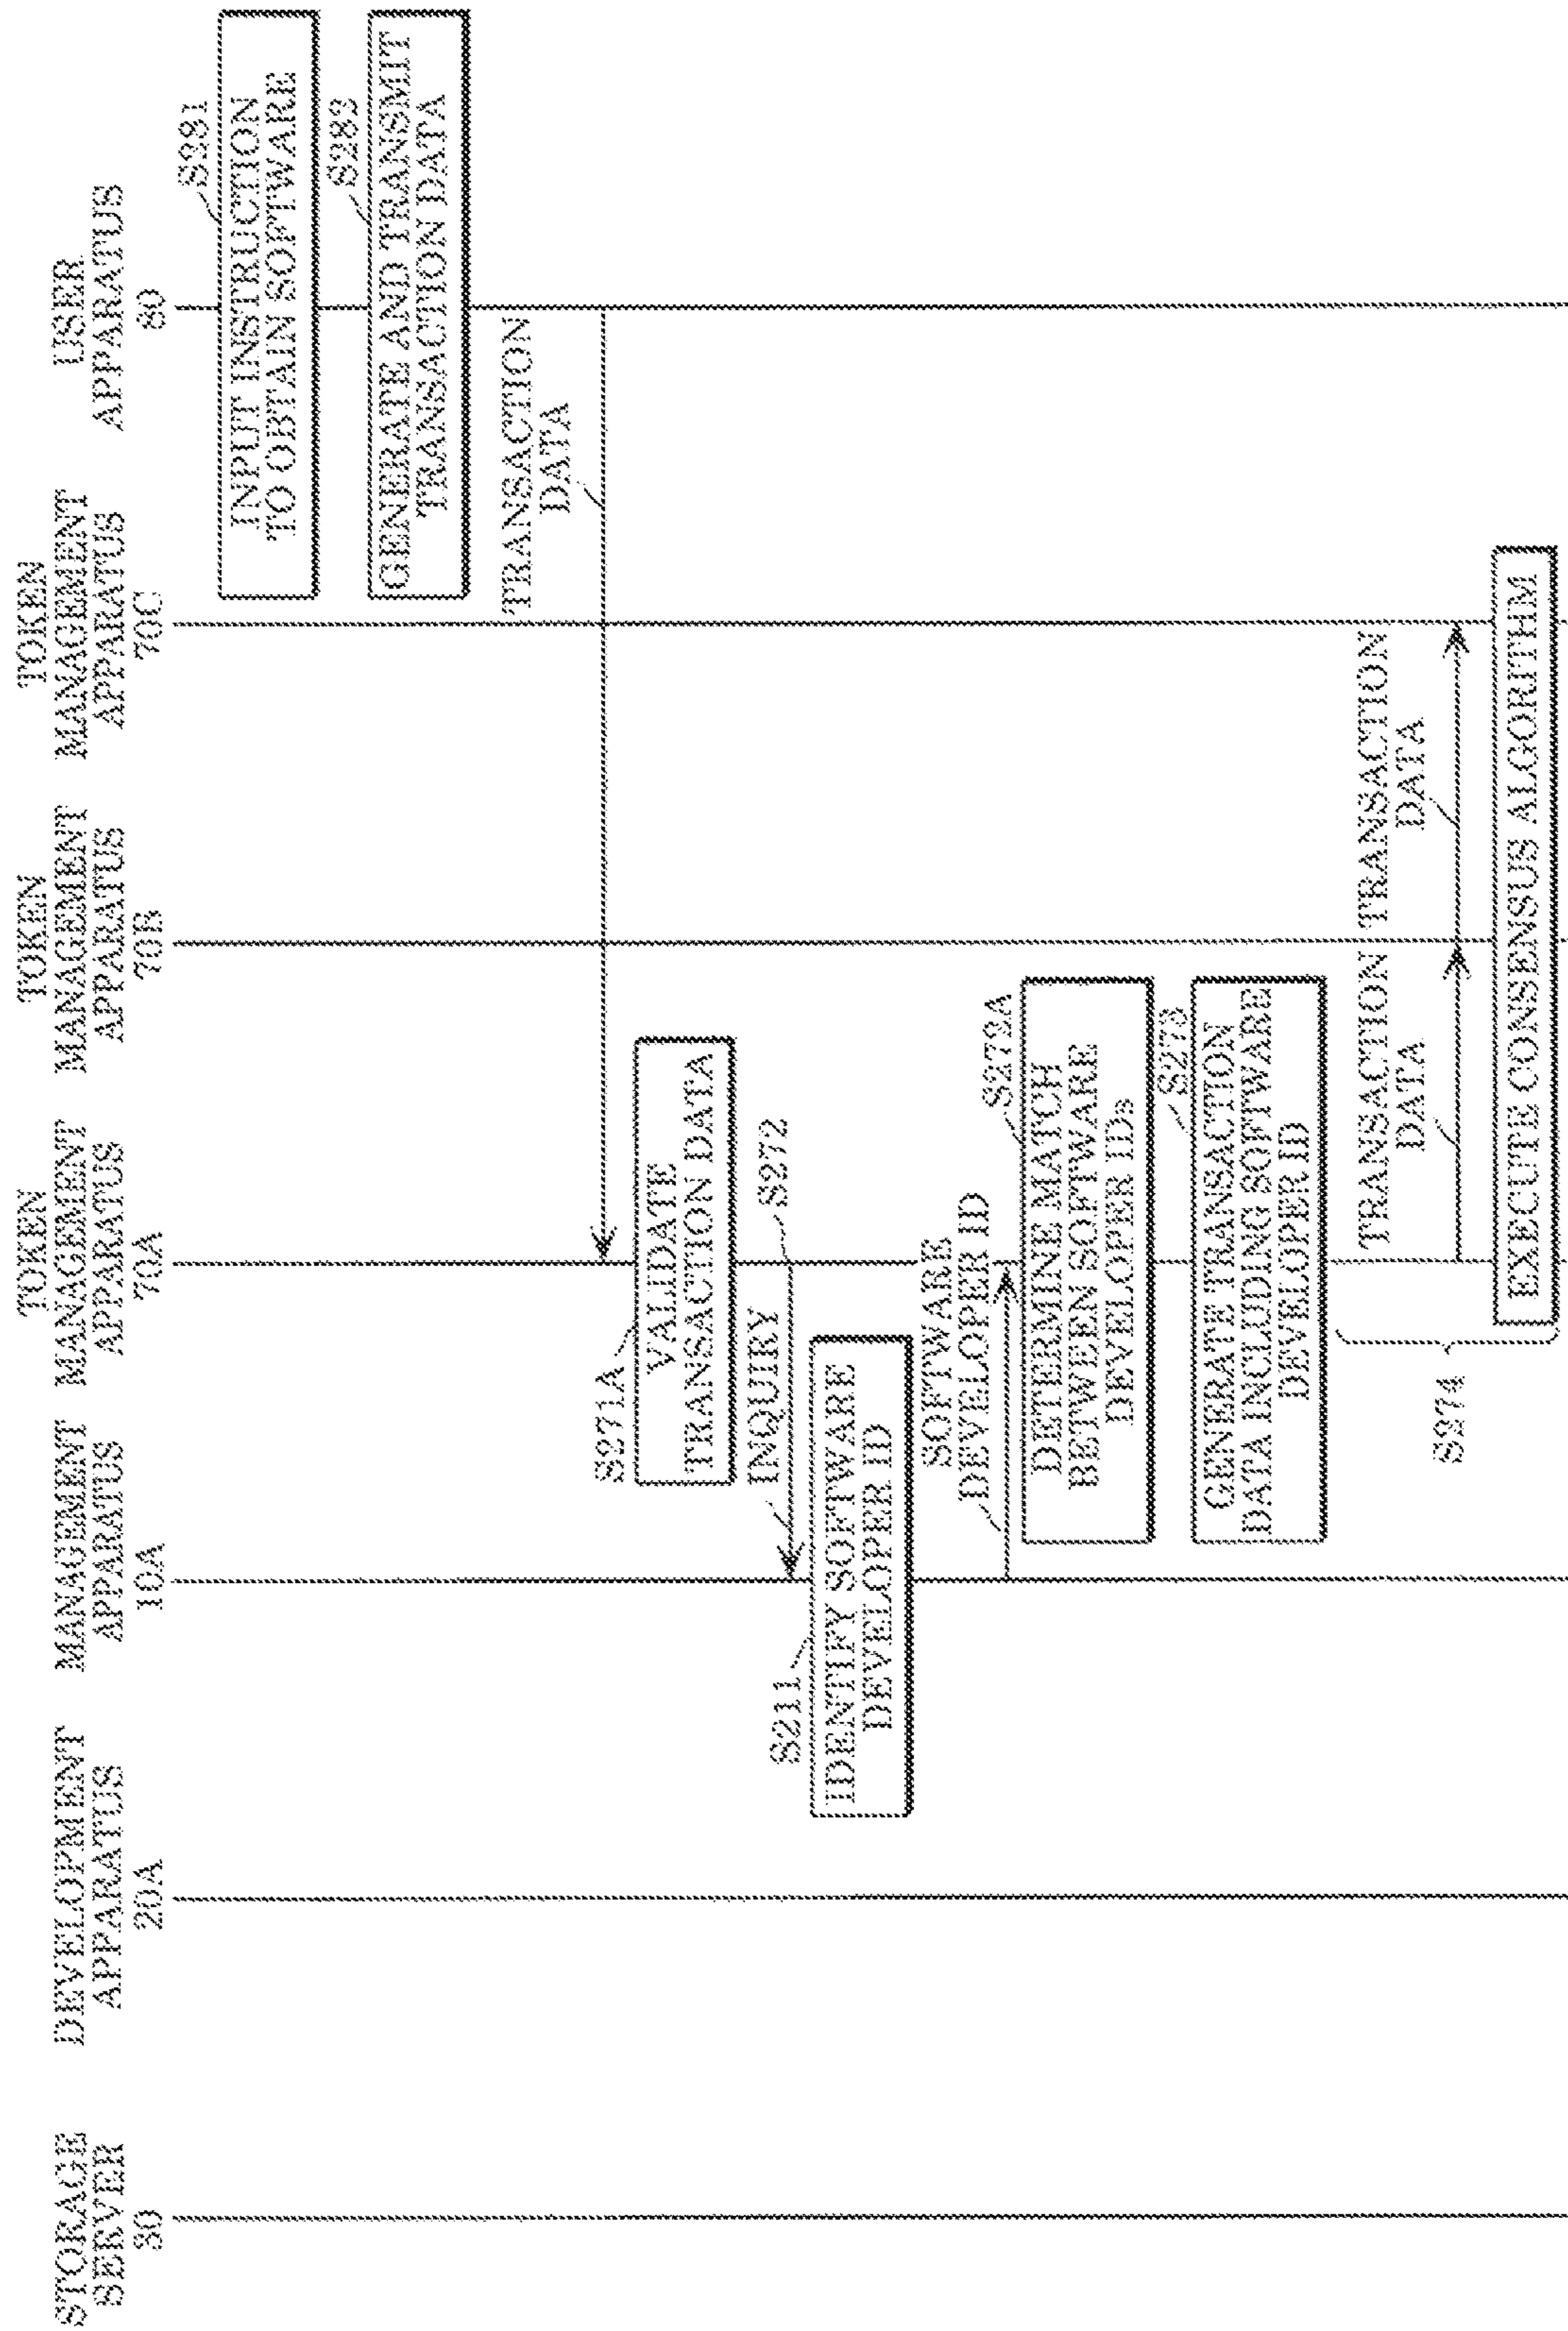 STORAGE
SERVER
30
DEVELOPMENT
APPARATUS
20A
MANAGEMENT
APPARATUS
10A
TOKEN
MANAGEMENT
APPARATUS
70A
TOKEN
MANAGEMENT
APPARATUS
70B
TOKEN
MANAGEMENT
APPARATUS
70C
USER
APPARATUS
80
S281
INPUT INSTRUCTION
TO OBTAIN SOFTWARE
S282
GENERATE AND TRANSMIT
TRANSACTION DATA
TRANSACTION
DATA
S271A
VALIDATE
TRANSACTION DATA
INQUIRY
S272
S211
IDENTIFY SOFTWARE
DEVELOPER ID
SOFTWARE
DEVELOPER ID
S272A
DETERMINE MATCH
BETWEEN SOFTWARE
DEVELOPER IDs
S273
GENERATE TRANSACTION
DATA INCLUDING SOFTWARE
DEVELOPER ID
S274
TRANSACTION
DATA
TRANSACTION
DATA
EXECUTE CONSENSUS ALGORITHM